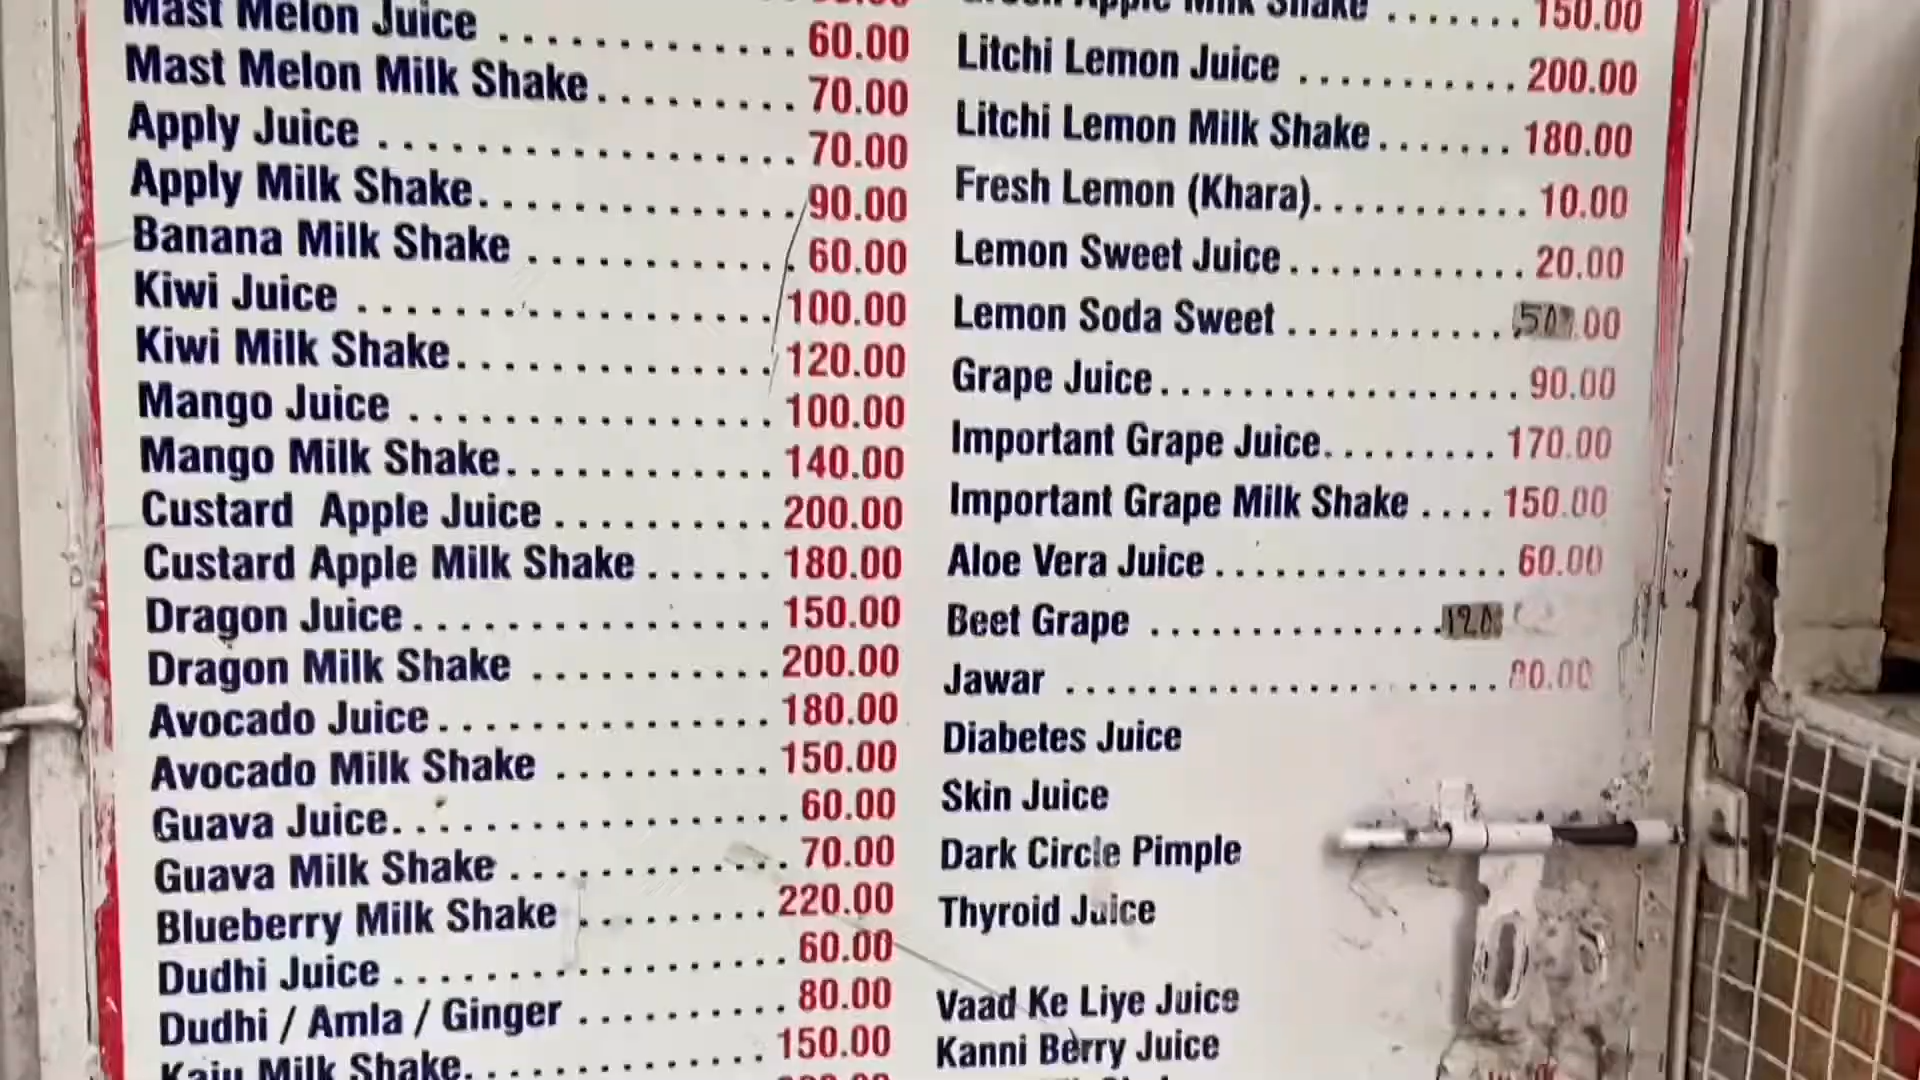 Mast Melon Juice ............. 60.00
Mast Melon Milk Shake ......... 70.00
Apply Juice ................. 70.00
Apply Milk Shake............. 90.00
Banana Milk Shake ........... 60.00
Kiwi Juice ................ 100.00
Kiwi Milk Shake............. 120.00
Mango Juice .............. 100.00
Mango Milk Shake........... 140.00
Custard Apple Juice ......... 200.00
Custard Apple Milk Shake ...... 180.00
Dragon Juice ................ 150.00
Dragon Milk Shake ........... 200.00
Avocado Juice ............... 180.00
Avocado Milk Shake .......... 150.00
Guava Juice................. 60.00
Guava Milk Shake ............ 70.00
Blueberry Milk Shake ......... 220.00
Dudhi Juice ................. 60.00
Dudhi / Amla / Ginger .......... 80.00
Kaju Milk Shake.............. 150.00
Green Apple Milk Shake ....... 150.00
Litchi Lemon Juice .......... 200.00
Litchi Lemon Milk Shake ....... 180.00
Fresh Lemon (Khara)........... 10.00
Lemon Sweet Juice ............ 20.00
Lemon Soda Sweet ........... 50.00
Grape Juice ................. 90.00
Important Grape Juice......... 170.00
Important Grape Milk Shake .... 150.00
Aloe Vera Juice ............... 60.00
Beet Grape ............... 120
Jawar ...................... 80.00
Diabetes Juice
Skin Juice
Dark Circle Pimple
Thyroid Juice
Vaad Ke Liye Juice
Kanni Berry Juice